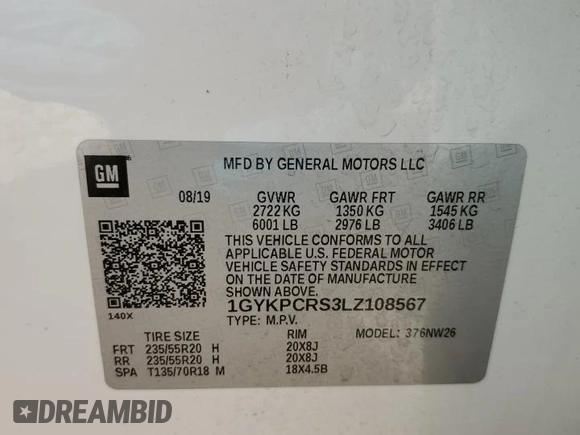 GM
MFD BY GENERAL MOTORS LLC
08/19 GVWR GAWR FRT GAWR RR
2722 KG 1350 KG 1545 KG
6001 LB 2976 LB 3406 LB
THIS VEHICLE CONFORMS TO ALL
APPLICABLE U.S. FEDERAL MOTOR
VEHICLE SAFETY STANDARDS IN EFFECT
ON THE DATE OF MANUFACTURE
SHOWN ABOVE.
1GYKPCRS3LZ108567
140X TYPE: M.P.V. MODEL: 376NW26
TIRE SIZE RIM
FRT 235/55R20 H 20X8J
RR 235/55R20 H 20X8J
SPA T135/70R18 M 18X4.5B
DREAMBID